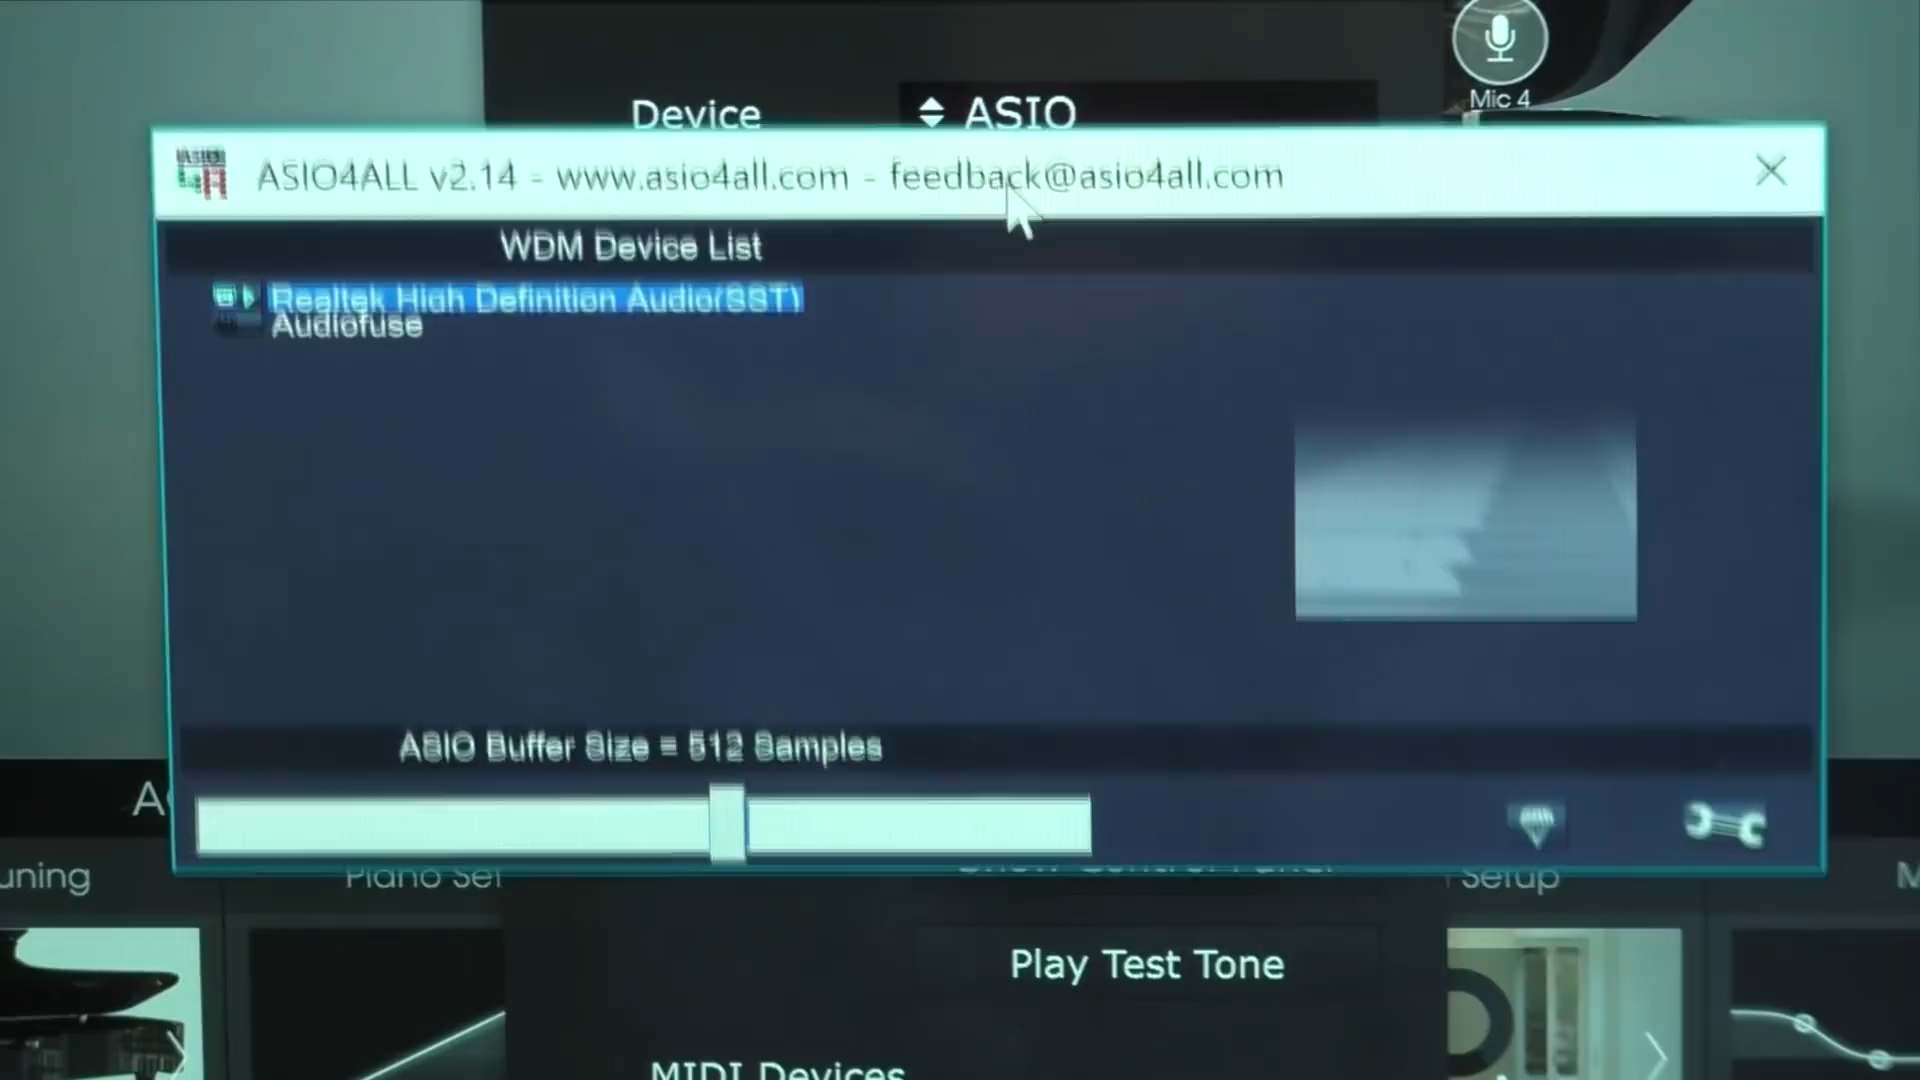 Device
ASIO
Mic 4
ASIO4ALL v2.14 - www.asio4all.com - feedback@asio4all.com
WDM Device List
Realtek High Definition Audio(SST)
Audiofuse
ASIO Buffer Size = 512 Samples
Setup
Play Test Tone
MIDI Devices